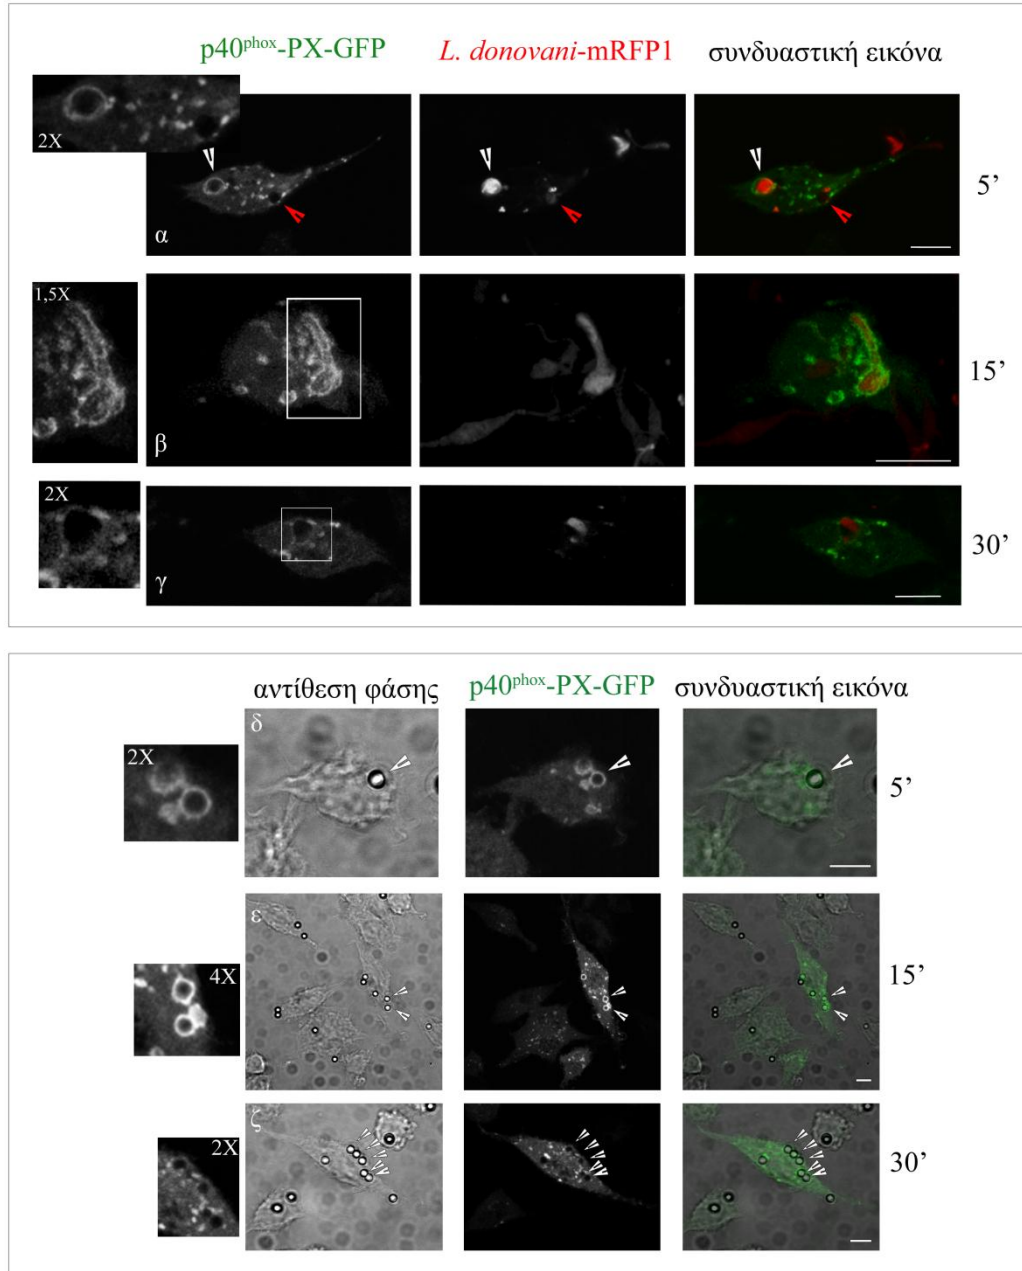 p40phox-PX-GFP L. donovani-mRFP1 συνδυαστική εικόνα
2X
α
5’
1,5X
β
15’
2X
γ
30’
αντίθεση φάσης p40phox-PX-GFP συνδυαστική εικόνα
2X
δ
5’
4X
ε
15’
2X
ζ
30’